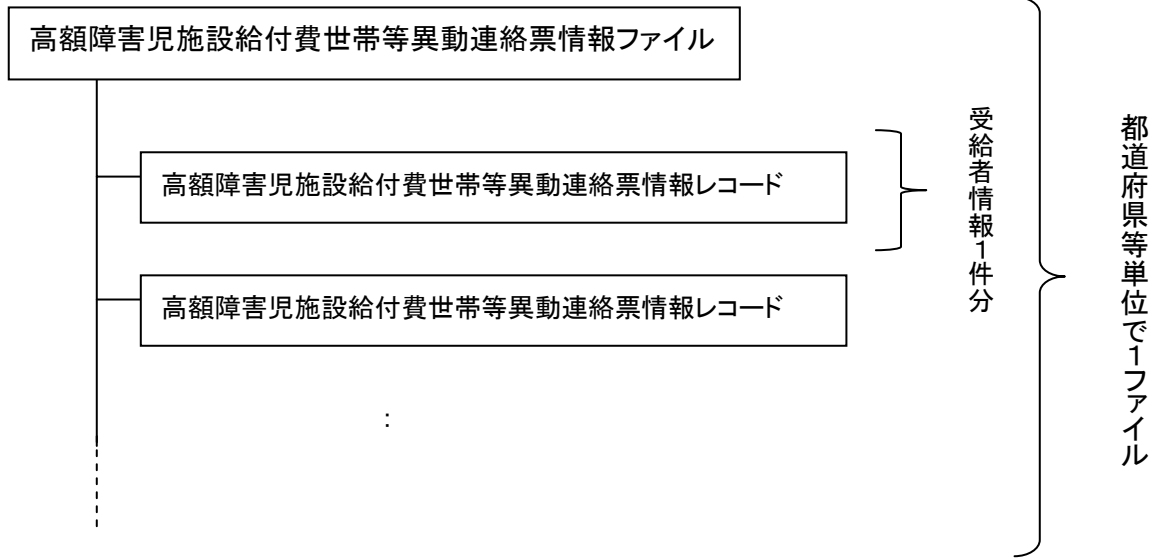 高額障害児施設給付費世帯等異動連絡票情報ファイル
高額障害児施設給付費世帯等異動連絡票情報レコード
高額障害児施設給付費世帯等異動連絡票情報レコード
:
受給者情報1件分
都道府県等単位で1ファイル